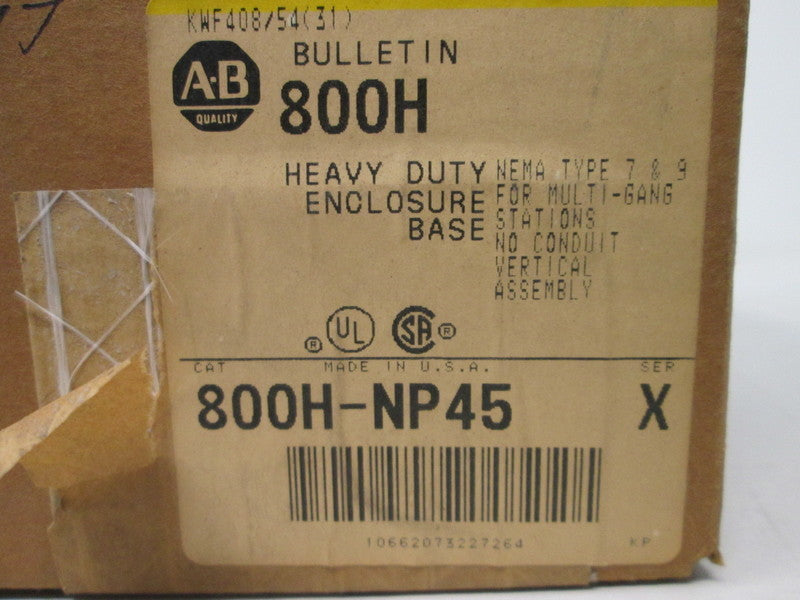 KWF408/54(31)
BULLETIN
A·B
QUALITY
800H
HEAVY DUTY
ENCLOSURE
BASE
NEMA TYPE 7 & 9
FOR MULTI-GANG
STATIONS
NO CONDUIT
VERTICAL
ASSEMBLY
® UL SA ®
CAT MADE IN U.S.A. SER
800H-NP45 X
10662073227264 KP